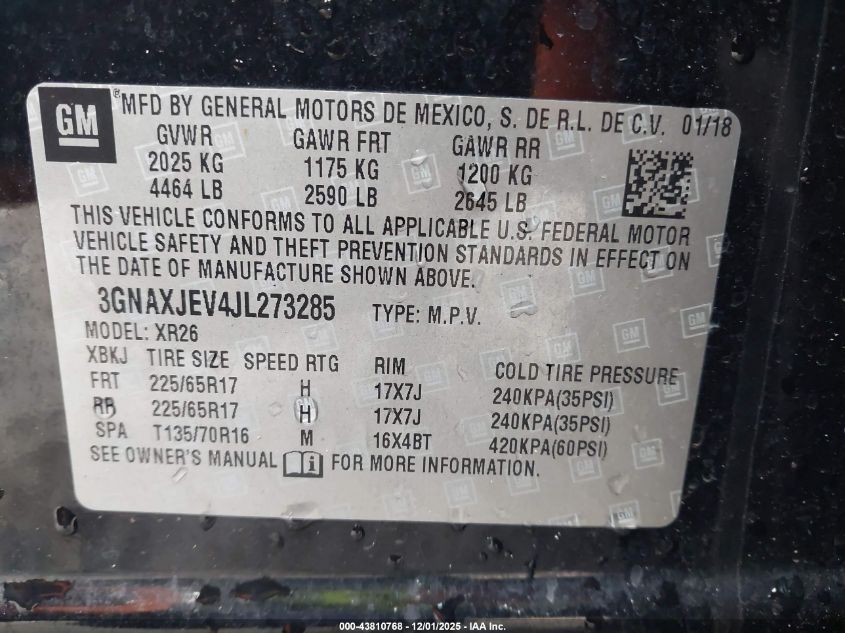 GM
® MFD BY GENERAL MOTORS DE MEXICO, S. DE R.L. DE C.V. 01/18
GVWR GAWR FRT GAWR RR
2025 KG 1175 KG 1200 KG
4464 LB 2590 LB 2645 LB
THIS VEHICLE CONFORMS TO ALL APPLICABLE U.S. FEDERAL MOTOR
VEHICLE SAFETY AND THEFT PREVENTION STANDARDS IN EFFECT ON
THE DATE OF MANUFACTURE SHOWN ABOVE.
3GNAXJEV4JL273285 TYPE: M.P.V.
MODEL: XR26
XBKJ TIRE SIZE SPEED RTG RIM COLD TIRE PRESSURE
FRT 225/65R17 H 17X7J 240KPA(35PSI)
RR 225/65R17 H 17X7J 240KPA(35PSI)
SPA T135/70R16 M 16X4BT 420KPA(60PSI)
SEE OWNER'S MANUAL i FOR MORE INFORMATION.
000-43810768 - 12/01/2025 - IAA Inc.